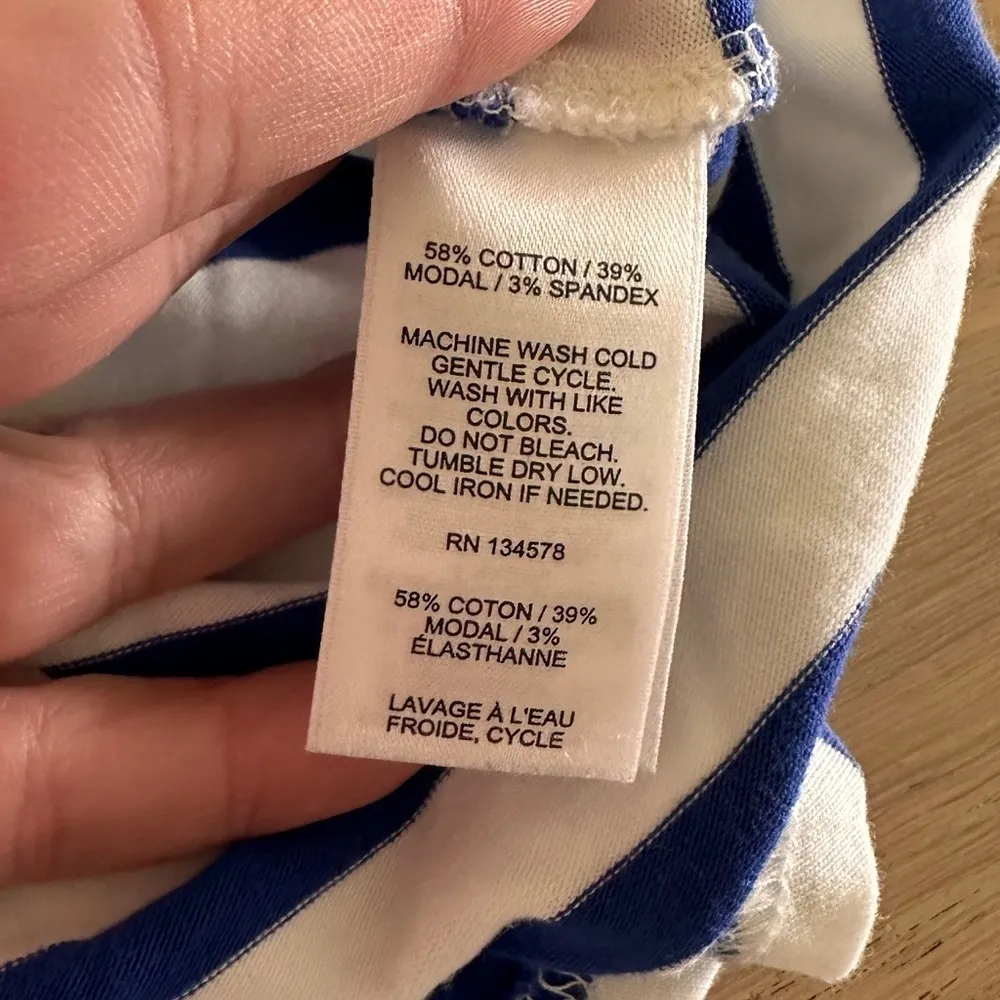 58% COTTON / 39%
MODAL / 3% SPANDEX
MACHINE WASH COLD
GENTLE CYCLE.
WASH WITH LIKE
COLORS.
DO NOT BLEACH.
TUMBLE DRY LOW.
COOL IRON IF NEEDED.
RN 134578
58% COTON / 39%
MODAL / 3%
ÉLASTHANNE
LAVAGE À L'EAU
FROIDE, CYCLE